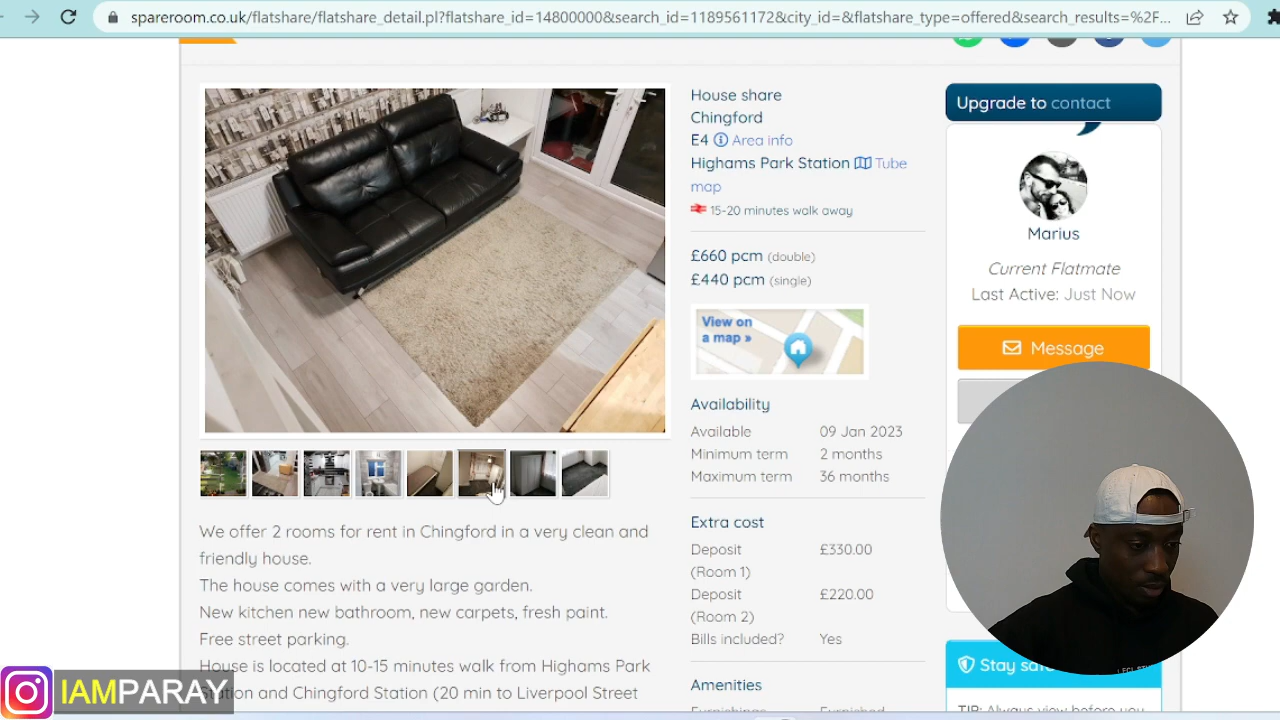 spareroom.co.uk/flatshare/flatshare_detail.pl?flatshare_id=14800000&search_id=1189561172&city_id=&flatshare_type=offered&search_results=%2F...
House share
Chingford
E4 Area info
Highams Park Station Tube
map
15-20 minutes walk away
£660 pcm (double)
£440 pcm (single)
View on
a map »
Availability
Available 09 Jan 2023
Minimum term 2 months
Maximum term 36 months
Extra cost
Deposit £330.00
(Room 1)
Deposit £220.00
(Room 2)
Bills included? Yes
Amenities
Furnishings Furnished
Upgrade to contact
Marius
Current Flatmate
Last Active: Just Now
Message
Stay
TIP: Always view before you
We offer 2 rooms for rent in Chingford in a very clean and
friendly house.
The house comes with a very large garden.
New kitchen new bathroom, new carpets, fresh paint.
Free street parking.
House is located at 10-15 minutes walk from Highams Park
Station and Chingford Station (20 min to Liverpool Street
IAMPARAY